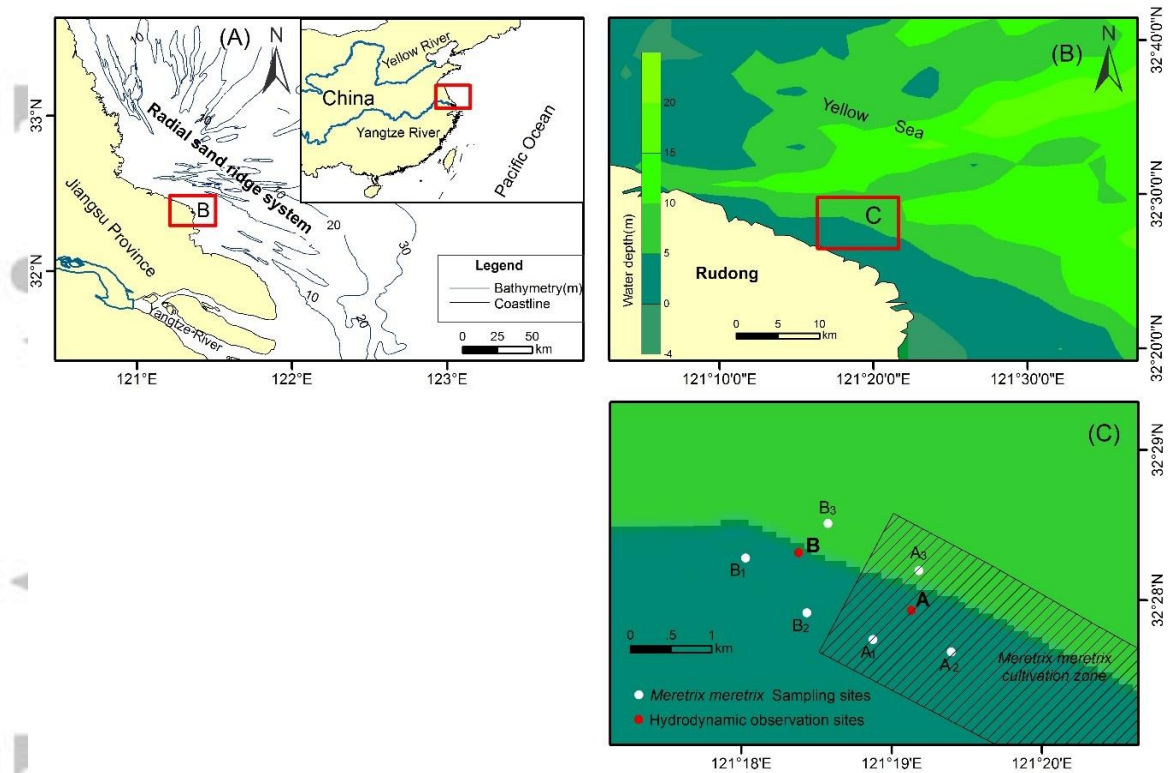 (A)
N
10
10
Yellow River
China
Yangtze River
Pacific Ocean
33°N
32°N
Radial sand ridge system
B
Jiangsu Province
Yangtze River
20
30
10
20
Legend
Bathymetry(m)
Coastline
0 25 50
km
121°E
122°E
123°E
(B)
N
Yellow Sea
Water depth(m)
20
15
10
5
0
-4
C
Rudong
0 5 10
km
32°40'0"N
32°30'0"N
32°20'0"N
121°10'0"E
121°20'0"E
121°30'0"E
(C)
B3
B
B1
B2
A3
A
A1
A2
0 .5 1
km
Meretrix meretrix
cultivation zone
Meretrix meretrix Sampling sites
Hydrodynamic observation sites
32°29'N
32°28'N
121°18'E
121°19'E
121°20'E